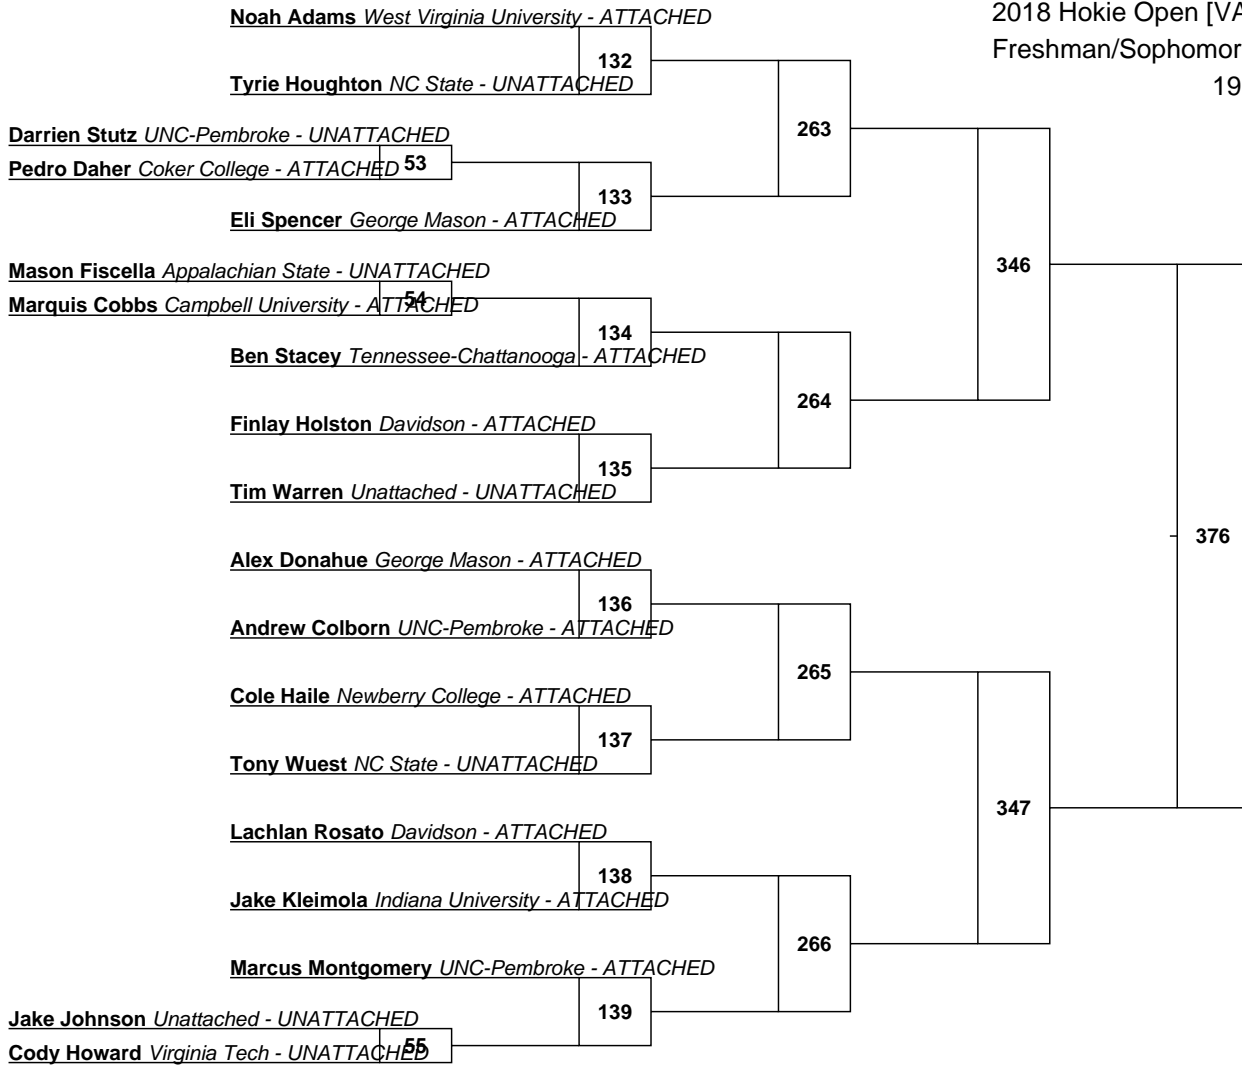 Noah Adams West Virginia University - ATTACHED
2018 Hokie Open [VA
Freshman/Sophomor
132
Tyrie Houghton NC State - UNATTACHED
19
Darrien Stutz UNC-Pembroke - UNATTACHED
263
Pedro Daher Coker College - ATTACHED
53
133
Eli Spencer George Mason - ATTACHED
Mason Fiscella Appalachian State - UNATTACHED
346
Marquis Cobbs Campbell University - ATTACHED
54
134
Ben Stacey Tennessee-Chattanooga - ATTACHED
264
Finlay Holston Davidson - ATTACHED
135
Tim Warren Unattached - UNATTACHED
376
Alex Donahue George Mason - ATTACHED
136
Andrew Colborn UNC-Pembroke - ATTACHED
265
Cole Haile Newberry College - ATTACHED
137
Tony Wuest NC State - UNATTACHED
347
Lachlan Rosato Davidson - ATTACHED
138
Jake Kleimola Indiana University - ATTACHED
266
Marcus Montgomery UNC-Pembroke - ATTACHED
139
Jake Johnson Unattached - UNATTACHED
55
Cody Howard Virginia Tech - UNATTACHED